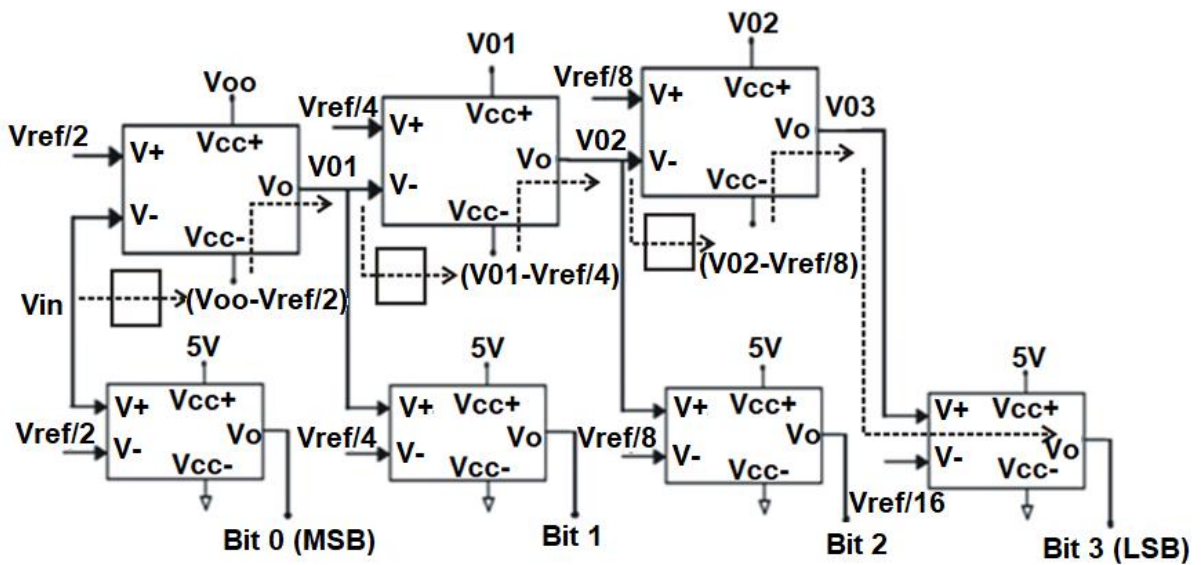 V02
V01
Voo
Vref/8
V+
Vcc+
V03
Vref/4
V+
Vcc+
V02
Vo
V-
Vref/2
V+
Vcc+
V01
Vo
V-
Vcc-
Vo
V-
Vcc-
Vcc-
Vin
(Voo-Vref/2)
(V01-Vref/4)
(V02-Vref/8)
5V
5V
5V
5V
V+
Vcc+
Vref/2
V-
Vo
Vcc-
V+
Vcc+
Vref/4
V-
Vo
Vcc-
V+
Vcc+
Vref/8
V-
Vo
Vcc-
V+
Vcc+
V-
Vo
Vcc-
Vref/16
Bit 0 (MSB)
Bit 1
Bit 2
Bit 3 (LSB)